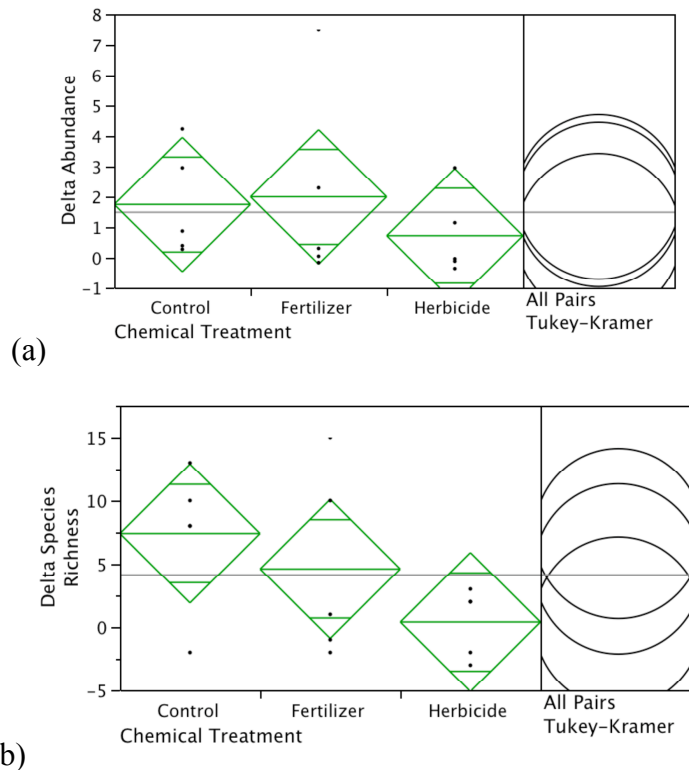 8
7
6
5
4
3
2
1
0
-1
Delta Abundance
Control
Fertilizer
Herbicide
Chemical Treatment
All Pairs
Tukey-Kramer
(a)
15
10
5
0
-5
Delta Species
Richness
Control
Fertilizer
Herbicide
Chemical Treatment
All Pairs
Tukey-Kramer
b)